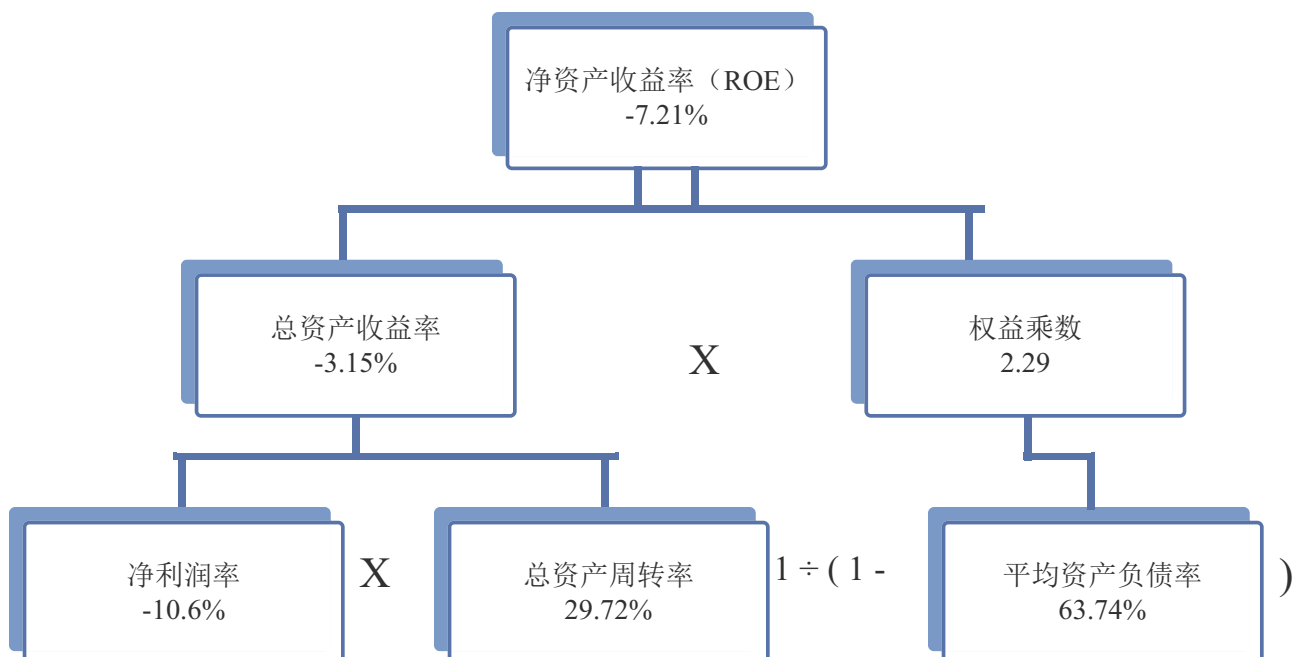 净资产收益率（ROE）
-7.21%
总资产收益率
-3.15%
X
权益乘数
2.29
净利润率
-10.6%
X
总资产周转率
29.72%
1 ÷ ( 1 -
平均资产负债率
63.74%
)